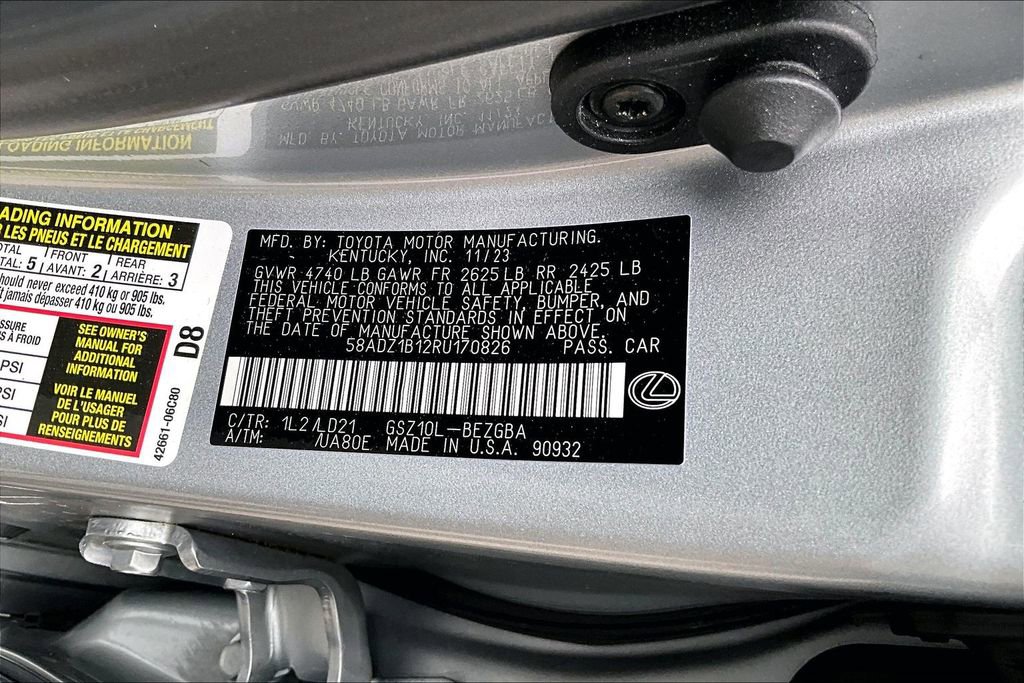 ADING INFORMATION
LES PNEUS ET LE CHARGEMENT
TOTAL FRONT REAR
TAL: 5 AVANT: 2 ARRIÈRE: 3
hould never exceed 410 kg or 905 lbs.
t jamais dépasser 410 kg ou 905 lbs.
SSURE
S À FROID
PSI
PSI
SI
SEE OWNER'S
MANUAL FOR
ADDITIONAL
INFORMATION
VOIR LE MANUEL
DE L'USAGER
POUR PLUS DE
RENSEIGNEMENTS
D8
42661-06C80
MFD. BY: TOYOTA MOTOR MANUFACTURING.
KENTUCKY, INC. 11/23
GVWR 4740 LB GAWR FR 2625 LB RR 2425 LB
THIS VEHICLE CONFORMS TO ALL APPLICABLE
FEDERAL MOTOR VEHICLE SAFETY, BUMPER, AND
THEFT PREVENTION STANDARDS IN EFFECT ON
THE DATE OF MANUFACTURE SHOWN ABOVE.
58ADZ1B12RU170826 PASS. CAR
C/TR: 1L2/LD21 GSZ10L-BEZGBA
A/TM: /UA80E MADE IN U.S.A. 90932